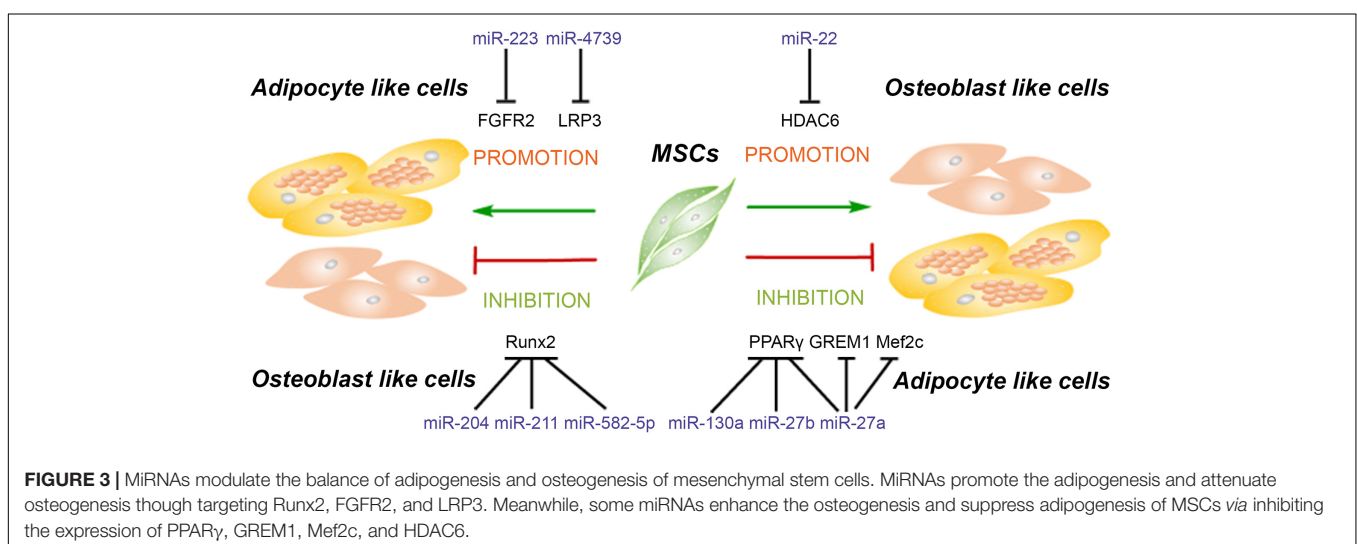 miR-223 miR-4739 miR-22
Adipocyte like cells Osteoblast like cells
FGFR2 LRP3 HDAC6
PROMOTION MSCs PROMOTION
INHIBITION INHIBITION
Runx2 PPARγ GREM1 Mef2c
Osteoblast like cells Adipocyte like cells
miR-204 miR-211 miR-582-5p miR-130a miR-27b miR-27a
FIGURE 3 | MiRNAs modulate the balance of adipogenesis and osteogenesis of mesenchymal stem cells. MiRNAs promote the adipogenesis and attenuate
osteogenesis though targeting Runx2, FGFR2, and LRP3. Meanwhile, some miRNAs enhance the osteogenesis and suppress adipogenesis of MSCs via inhibiting
the expression of PPARγ, GREM1, Mef2c, and HDAC6.